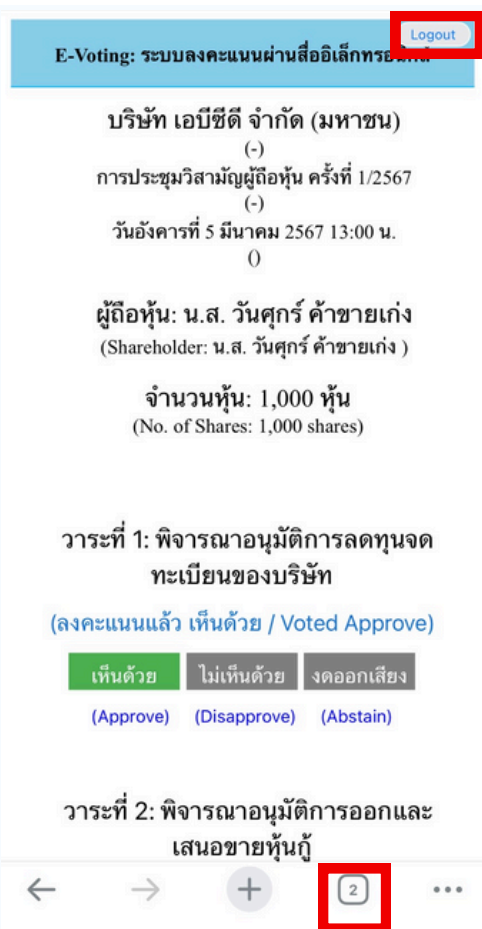 Logout
E-Voting: ระบบลงคะแนนผ่านสื่ออิเล็กทรอนิกส์
บริษัท เอบีซีดี จำกัด (มหาชน)
(-)
การประชุมวิสามัญผู้ถือหุ้น ครั้งที่ 1/2567
(-)
วันอังคารที่ 5 มีนาคม 2567 13:00 น.
()
ผู้ถือหุ้น: น.ส. วันศุกร์ ค้าขายเก่ง
(Shareholder: น.ส. วันศุกร์ ค้าขายเก่ง )
จำนวนหุ้น: 1,000 หุ้น
(No. of Shares: 1,000 shares)
วาระที่ 1: พิจารณาอนุมัติการลดทุนจด
ทะเบียนของบริษัท
(ลงคะแนนแล้ว เห็นด้วย / Voted Approve)
เห็นด้วย ไม่เห็นด้วย งดออกเสียง
(Approve) (Disapprove) (Abstain)
วาระที่ 2: พิจารณาอนุมัติการออกและ
เสนอขายหุ้นกู้
2